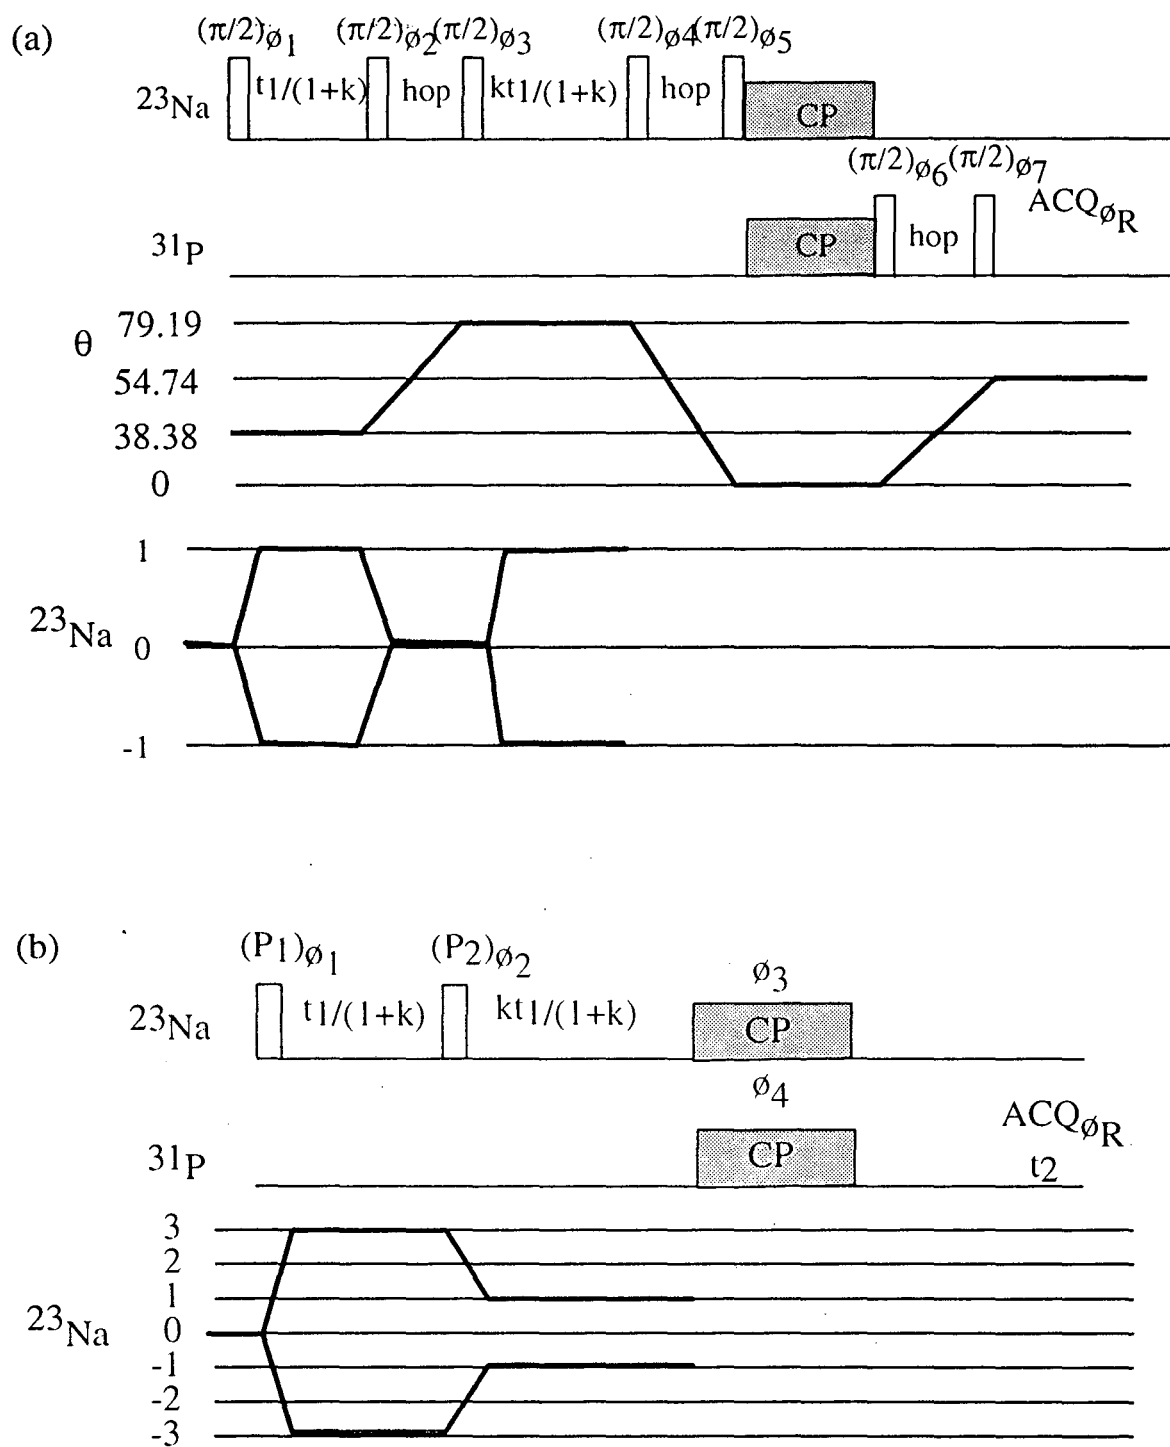 (a)
(π/2)ø1 (π/2)ø2 (π/2)ø3 (π/2)ø4 (π/2)ø5
23Na t1/(1+k) hop kt1/(1+k) hop CP
(π/2)ø6 (π/2)ø7
31P CP hop ACQøR
θ
79.19
54.74
38.38
0
1
23Na 0
-1
(b)
(P1)ø1 (P2)ø2 ø3
23Na t1/(1+k) kt1/(1+k) CP
ø4
31P CP ACQøR
t2
3
2
1
23Na 0
-1
-2
-3